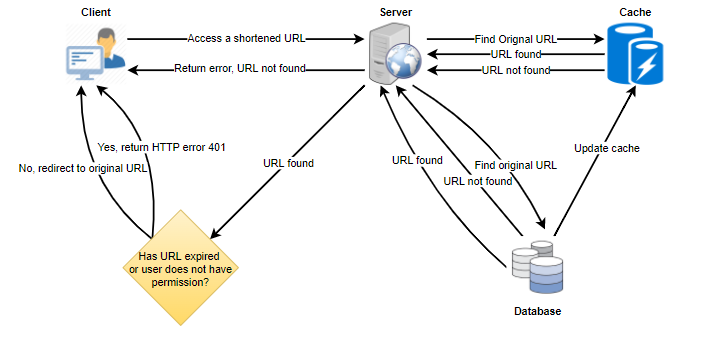 Client
Server
Cache
Access a shortened URL
Find Orignal URL
URL found
Return error, URL not found
URL not found
Yes, return HTTP error 401
No, redirect to original URL
URL found
URL found
Find original URL
URL not found
Update cache
Has URL expired
or user does not have
permission?
Database